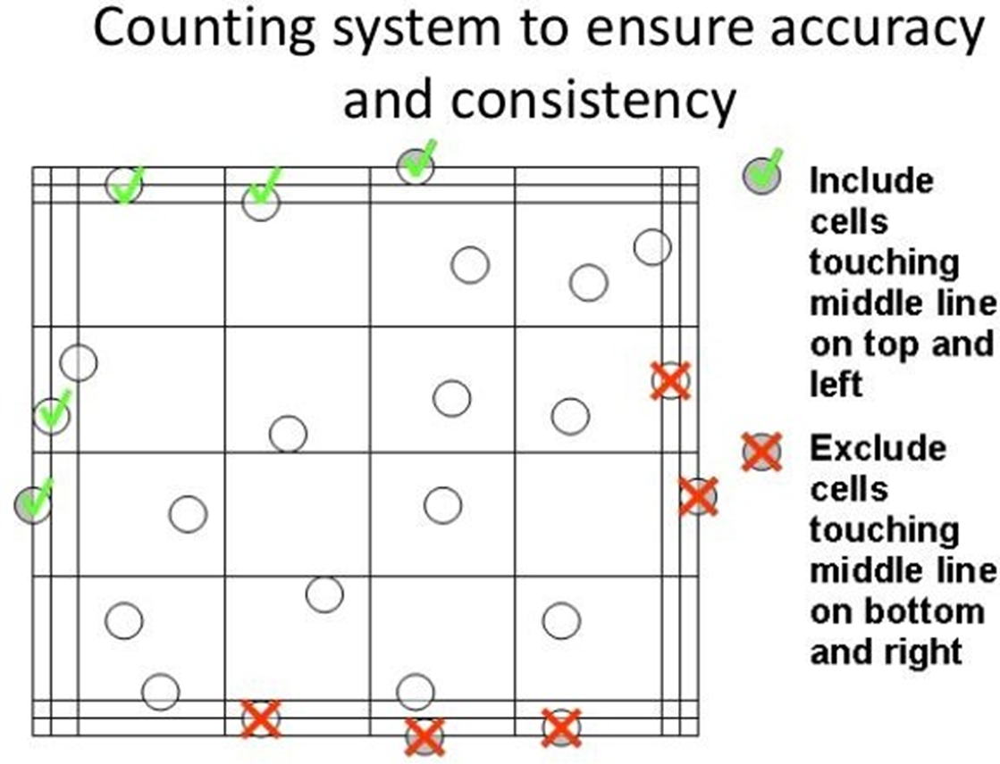 Counting system to ensure accuracy
and consistency
Include
cells
touching
middle line
on top and
left
Exclude
cells
touching
middle line
on bottom
and right